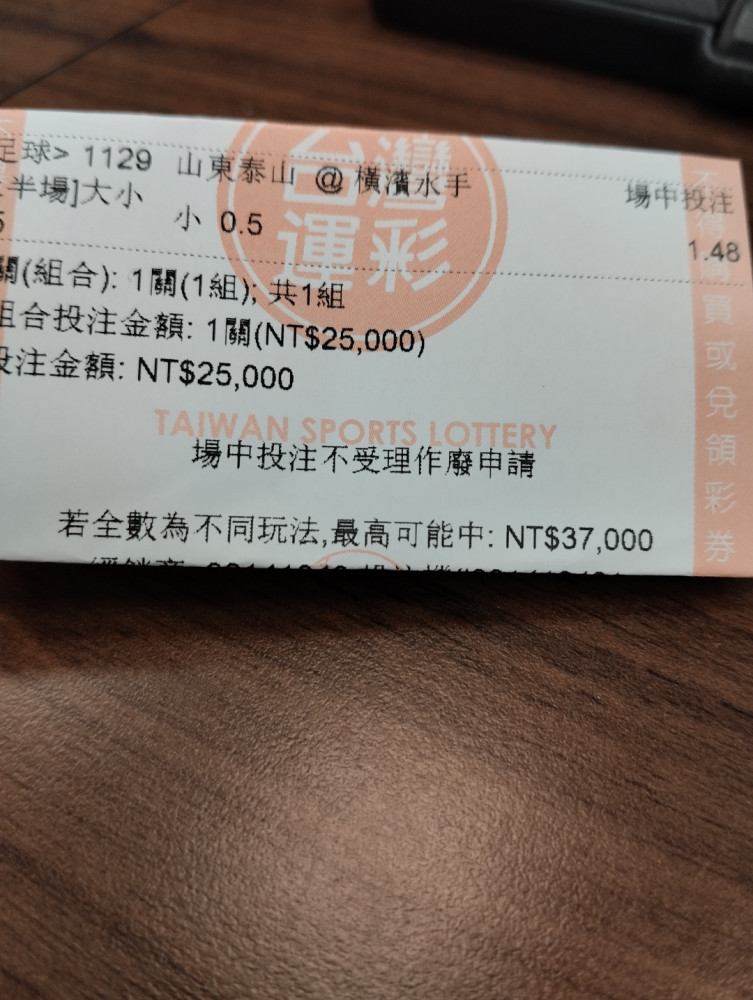 足球> 1129 山東泰山 @ 橫濱水手 場中投注
半場]大小 小 0.5 1.48
關(組合): 1關(1組); 共1組
組合投注金額: 1關(NT$25,000)
投注金額: NT$25,000
台灣
運彩
TAIWAN SPORTS LOTTERY
場中投注不受理作廢申請
若全數為不同玩法,最高可能中: NT$37,000
買或兌領彩券